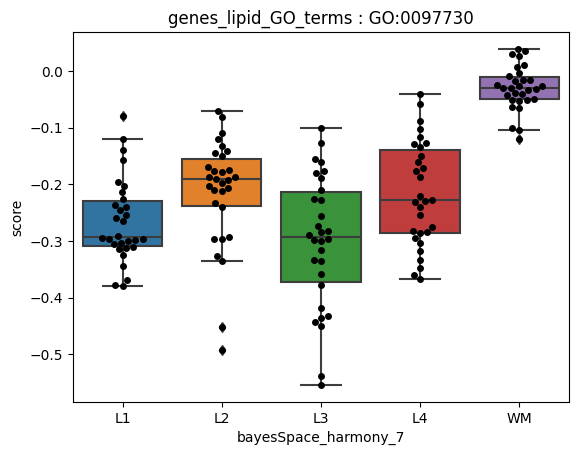 genes_lipid_GO_terms : GO:0097730
0.0
−0.1
−0.2
−0.3
−0.4
−0.5
score
L1 L2 L3 L4 WM
bayesSpace_harmony_7